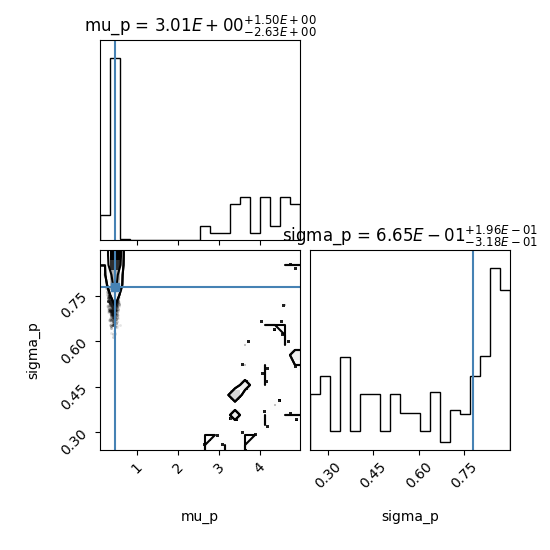 mu_p = 3.01E + 00+1.50E+00−2.63E+00
sigma_p = 6.65E − 01+1.96E−01−3.18E−01
0.75
0.60
0.45
0.30
sigma_p
1 2 3 4
0.30 0.45 0.60 0.75
mu_p
sigma_p